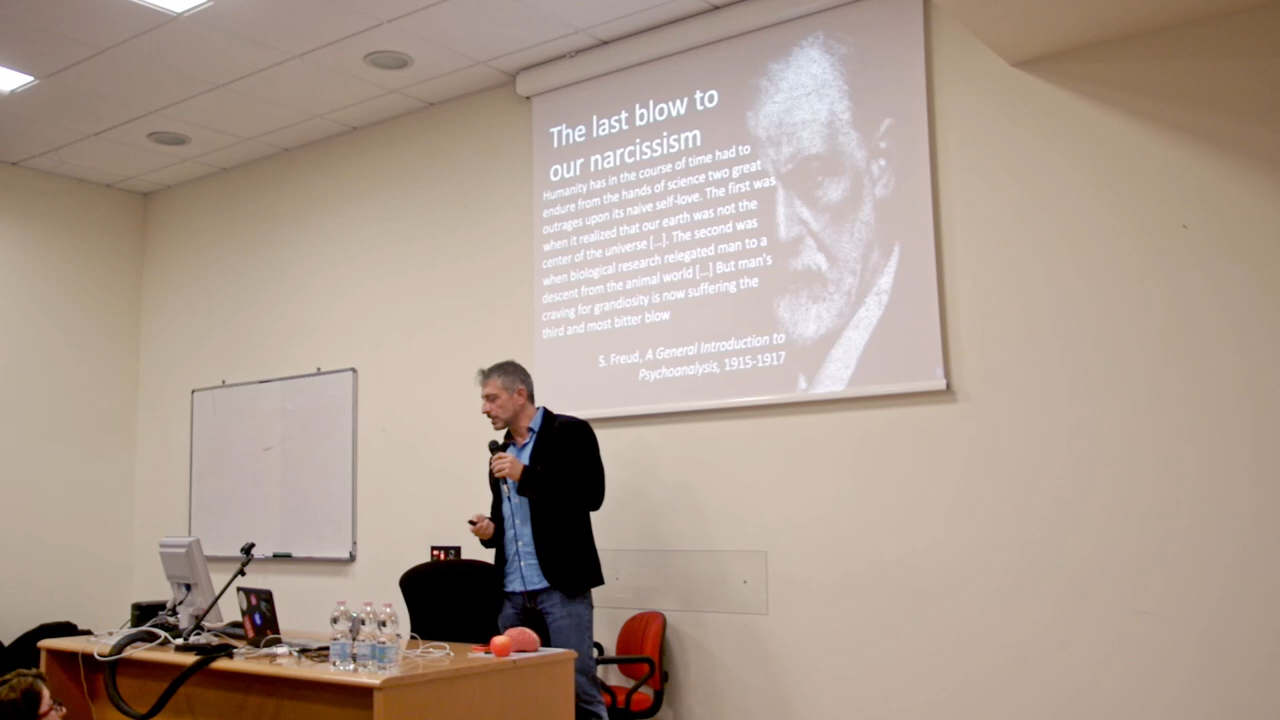 The last blow to
our narcissism
Humanity has in the course of time had to
endure from the hands of science two great
outrages upon its naive self-love. The first was
when it realized that our earth was not the
center of the universe [...]. The second was
when biological research relegated man to a
descent from the animal world [...] But man's
craving for grandiosity is now suffering the
third and most bitter blow
S. Freud, A General Introduction to
Psychoanalysis, 1915-1917